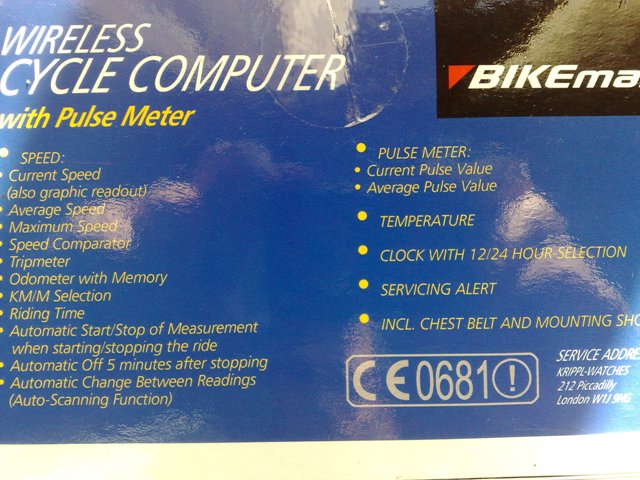 WIRELESS
CYCLE COMPUTER
with Pulse Meter
BIKEma
• SPEED:
• Current Speed
(also graphic readout)
• Average Speed
• Maximum Speed
• Speed Comparator
• Tripmeter
• Odometer with Memory
• KM/M Selection
• Riding Time
• Automatic Start/Stop of Measurement
when starting/stopping the ride
• Automatic Off 5 minutes after stopping
• Automatic Change Between Readings
(Auto-Scanning Function)
• PULSE METER:
• Current Pulse Value
• Average Pulse Value
• TEMPERATURE
• CLOCK WITH 12/24 HOUR SELECTION
• SERVICING ALERT
• INCL. CHEST BELT AND MOUNTING SHO
CE0681!
SERVICE ADDRE
KRIPPL-WATCHES
212 Piccadilly
London W1J 9HG